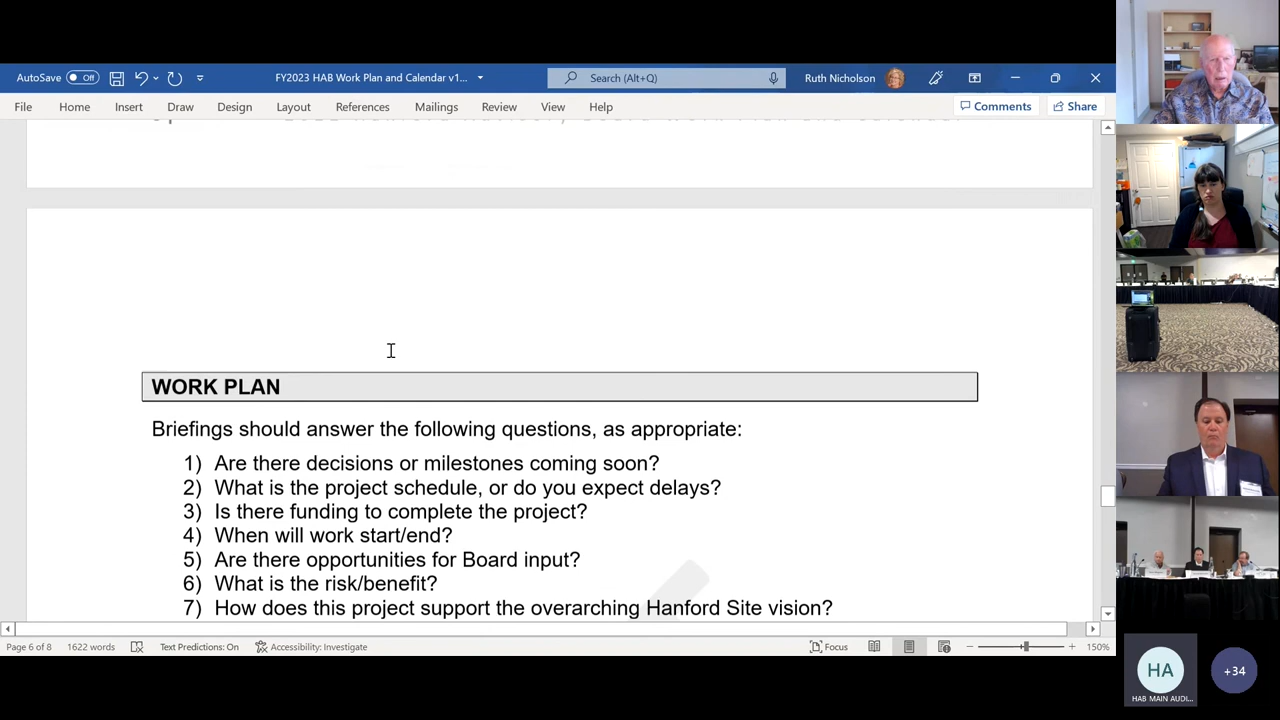 AutoSave Off
FY2023 HAB Work Plan and Calendar v1...
Search (Alt+Q)
Ruth Nicholson
File Home Insert Draw Design Layout References Mailings Review View Help
Comments Share
WORK PLAN
Briefings should answer the following questions, as appropriate:
1) Are there decisions or milestones coming soon?
2) What is the project schedule, or do you expect delays?
3) Is there funding to complete the project?
4) When will work start/end?
5) Are there opportunities for Board input?
6) What is the risk/benefit?
7) How does this project support the overarching Hanford Site vision?
Page 6 of 8 1622 words Text Predictions: On Accessibility: Investigate Focus 150%
HA
HAB MAIN AUDI...
+34